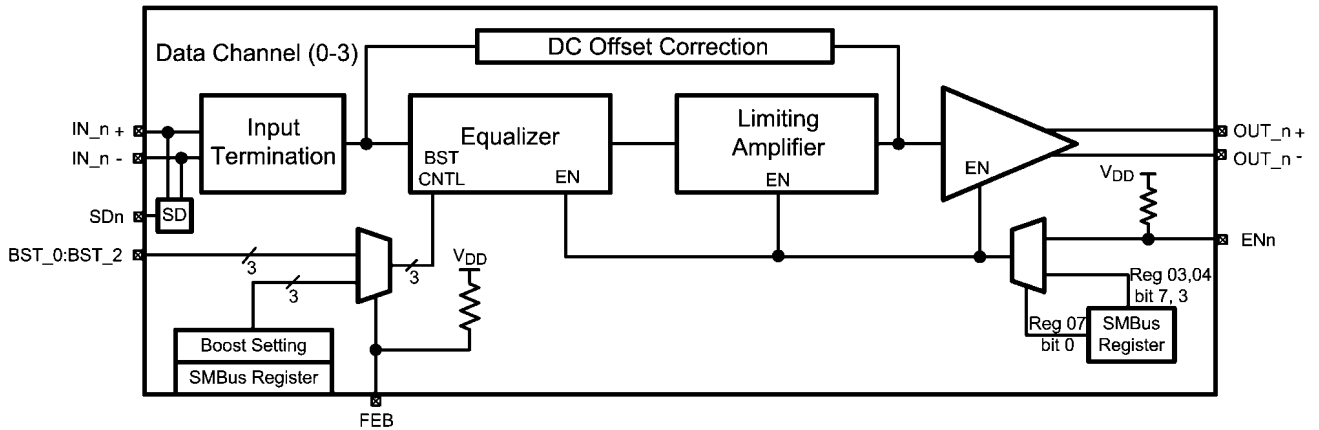 Data Channel (0-3)
DC Offset Correction
IN_n +
IN_n -
Input
Termination
Equalizer
BST
CNTL
EN
Limiting
Amplifier
EN
EN
OUT_n +
OUT_n -
VDD
SDn
SD
BST_0:BST_2
3
3
3
VDD
ENn
Reg 03,04
bit 7, 3
Reg 07
bit 0
SMBus
Register
Boost Setting
SMBus Register
FEB